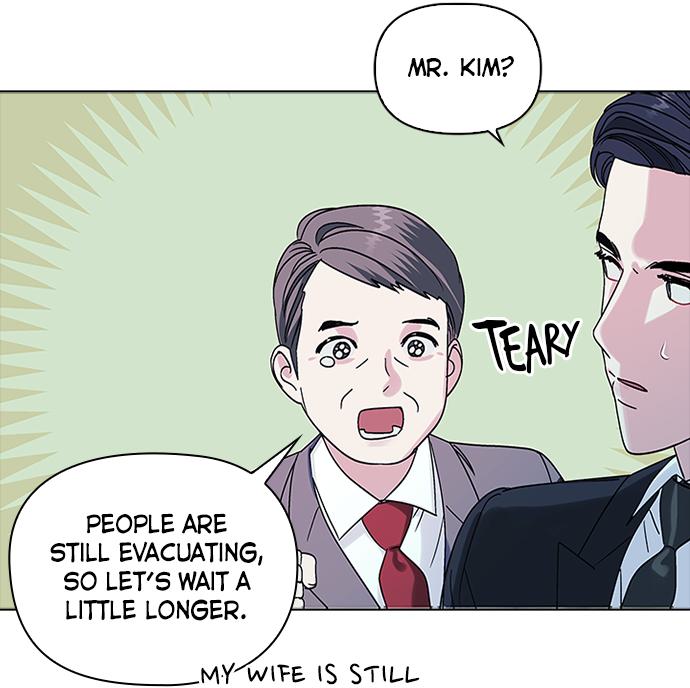 MR. KIM?
TEARY
PEOPLE ARE
STILL EVACUATING,
SO LET'S WAIT A
LITTLE LONGER.
MY WIFE IS STILL